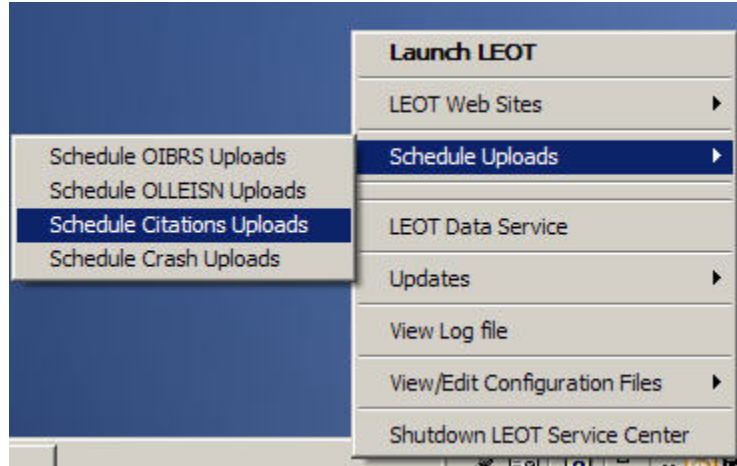 Launch LEOT
LEOT Web Sites
Schedule Uploads
Schedule OIBRS Uploads
Schedule OLLEISN Uploads
Schedule Citations Uploads
Schedule Crash Uploads
LEOT Data Service
Updates
View Log file
View/Edit Configuration Files
Shutdown LEOT Service Center